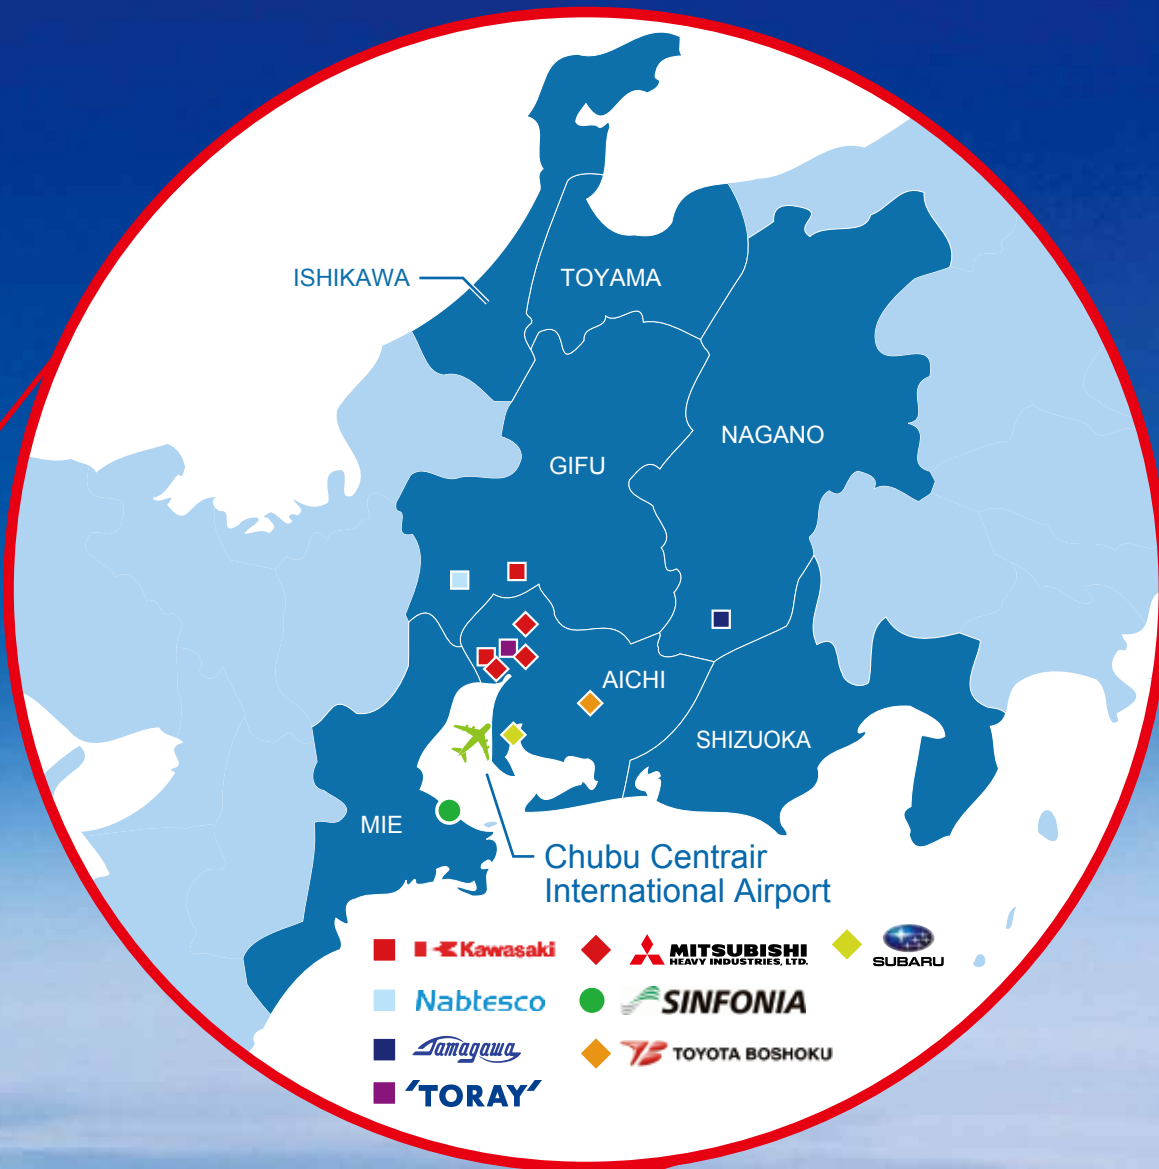 ISHIKAWA
TOYAMA
NAGANO
GIFU
AICHI
SHIZUOKA
MIE
Chubu Centrair
International Airport
Kawasaki
MITSUBISHI
HEAVY INDUSTRIES, LTD.
SUBARU
Nabtesco
SINFONIA
Tamagawa
TOYOTA BOSHOKU
'TORAY'